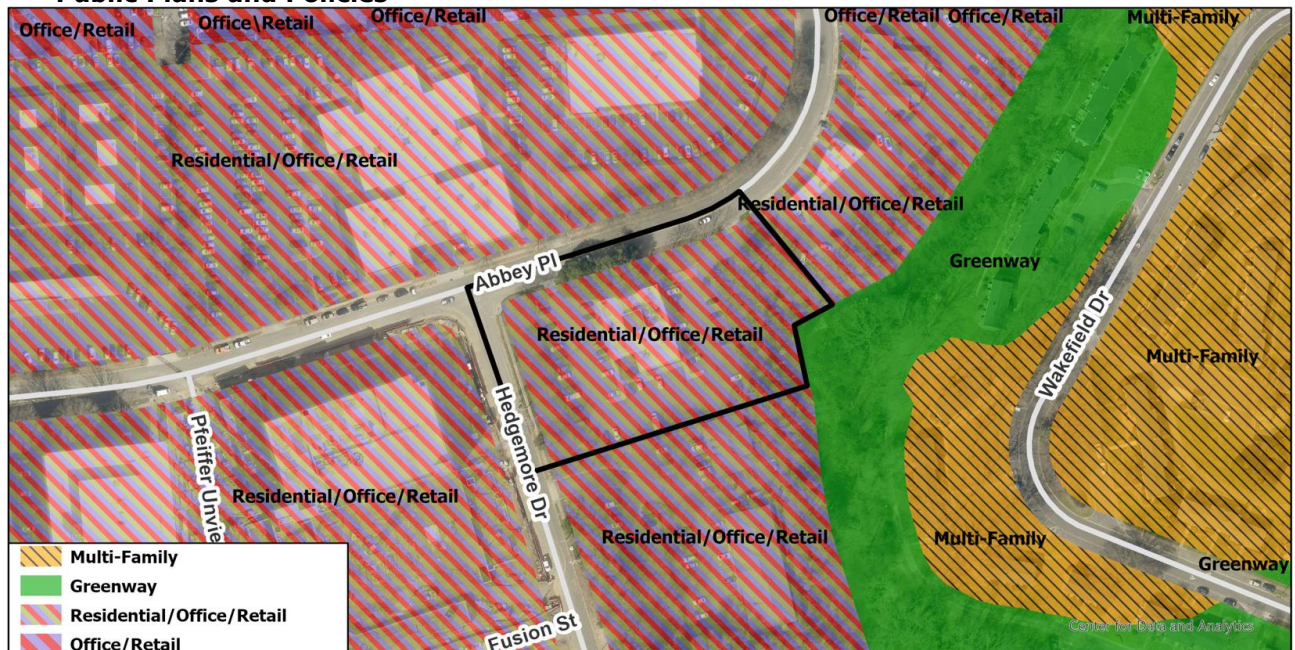 Public Plans and Policies
Office/Retail
Office\Retail
Office/Retail
Office/Retail
Office/Retail
Multi-Family
Residential/Office/Retail
Residential/Office/Retail
Greenway
Abbey Pl
Residential/Office/Retail
Wakefield Dr
Multi-Family
Hedgemore Dr
Pfeiffer Unvie
Residential/Office/Retail
Residential/Office/Retail
Multi-Family
Greenway
Fusion St
Center for Data and Analytics
Multi-Family
Greenway
Residential/Office/Retail
Office/Retail